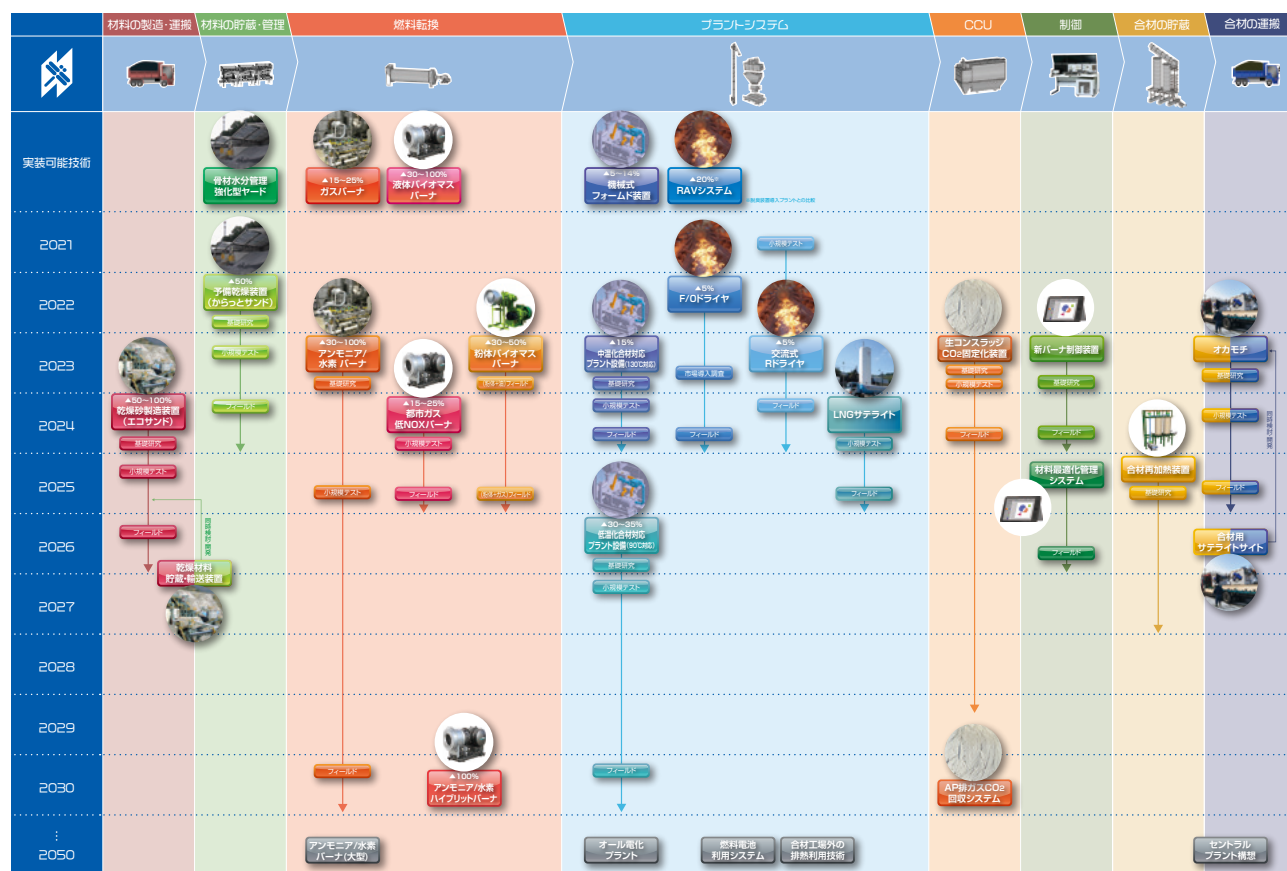 材料の製造・運搬
材料の貯蔵・管理
燃料転換
プラントシステム
CCU
制御
合材の貯蔵
合材の運搬
実装可能技術
骨材水分管理
強化型ヤード
▲15~25%
ガスバーナ
▲30~100%
液体バイオマス
バーナ
▲5~14%
機械式
フォームド装置
▲20%※
RAVシステム
2021
小規模テスト
2022
▲50%
予備乾燥装置
(からっとサンド)
基礎研究
小規模テスト
フィールド
▲5%
F/Oドライヤ
市場導入調査
フィールド
2023
▲30~100%
アンモニア/
水素 バーナ
基礎研究
小規模テスト
フィールド
▲30~50%
粉体バイオマス
バーナ
▲15%
中温化合材対応
プラント設備(130℃対応)
基礎研究
小規模テスト
フィールド
▲5%
交流式
Rドライヤ
フィールド
生コンスラッジ
CO2固定化装置
基礎研究
小規模テスト
フィールド
新バーナ制御装置
基礎研究
フィールド
オカモチ
基礎研究
小規模テスト
フィールド
同時検討・開発
2024
▲50~100%
乾燥砂製造装置
(エコサンド)
基礎研究
小規模テスト
フィールド
同時検討・開発
▲15~25%
都市ガス
低NOXバーナ
小規模テスト
フィールド
LNGサテライト
小規模テスト
フィールド
2025
材料最適化管理
システム
フィールド
合材再加熱装置
基礎研究
2026
乾燥材料
貯蔵・輸送装置
▲30~35%
低温化合材対応
プラント設備(90℃対応)
基礎研究
小規模テスト
フィールド
合材用
サテライトサイト
2027
2028
2029
2030
▲100%
アンモニア/水素
ハイブリットバーナ
AP排ガスCO2
回収システム
⋮
2050
アンモニア/水素
バーナ(大型)
オール電化
プラント
燃料電池
利用システム
合材工場外の
排熱利用技術
セントラル
プラント構想